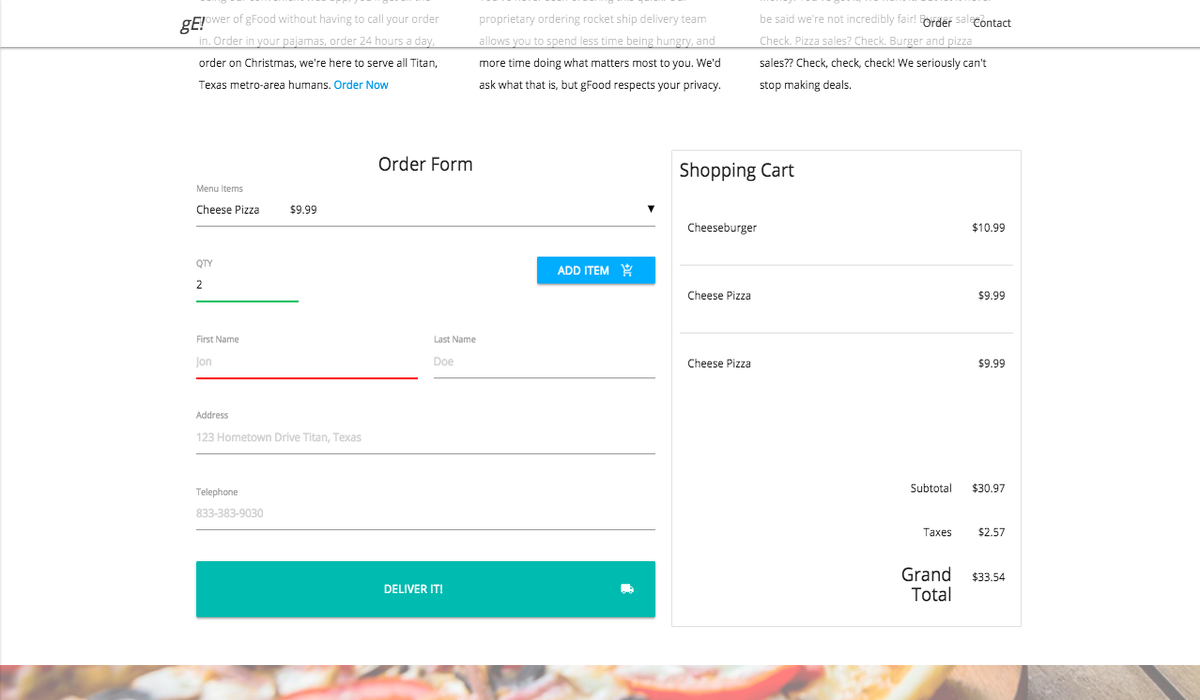 gE!
Order
Contact
power of gFood without having to call your order
in. Order in your pajamas, order 24 hours a day,
order on Christmas, we're here to serve all Titan,
Texas metro-area humans. Order Now
proprietary ordering rocket ship delivery team
allows you to spend less time being hungry, and
more time doing what matters most to you. We'd
ask what that is, but gFood respects your privacy.
be said we're not incredibly fair! Burger sales?
Check. Pizza sales? Check. Burger and pizza
sales?? Check, check, check! We seriously can't
stop making deals.
Order Form
Menu Items
Cheese Pizza $9.99
QTY
2
ADD ITEM
First Name
Jon
Last Name
Doe
Address
123 Hometown Drive Titan, Texas
Telephone
833-383-9030
DELIVER IT!
Shopping Cart
Cheeseburger $10.99
Cheese Pizza $9.99
Cheese Pizza $9.99
Subtotal $30.97
Taxes $2.57
Grand
Total $33.54